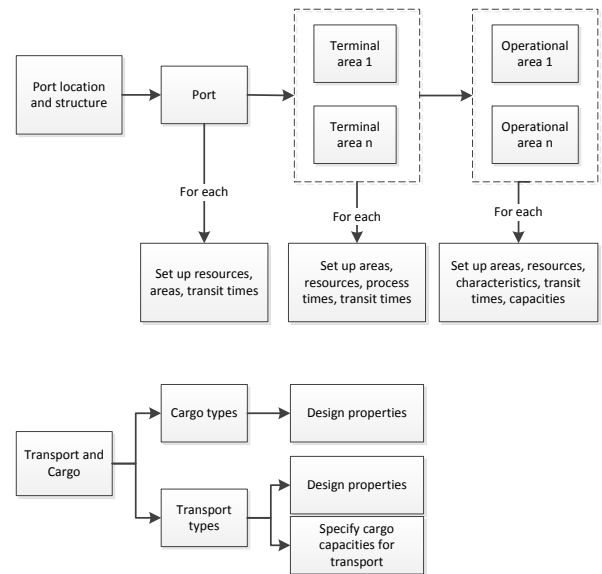 Port location
and structure
Port
Terminal
area 1
Terminal
area n
Operational
area 1
Operational
area n
For each
For each
For each
Set up resources,
areas, transit times
Set up areas,
resources, process
times, transit times
Set up areas, resources,
characteristics, transit
times, capacities
Transport and
Cargo
Cargo types
Design properties
Transport
types
Design properties
Specify cargo
capacities for
transport